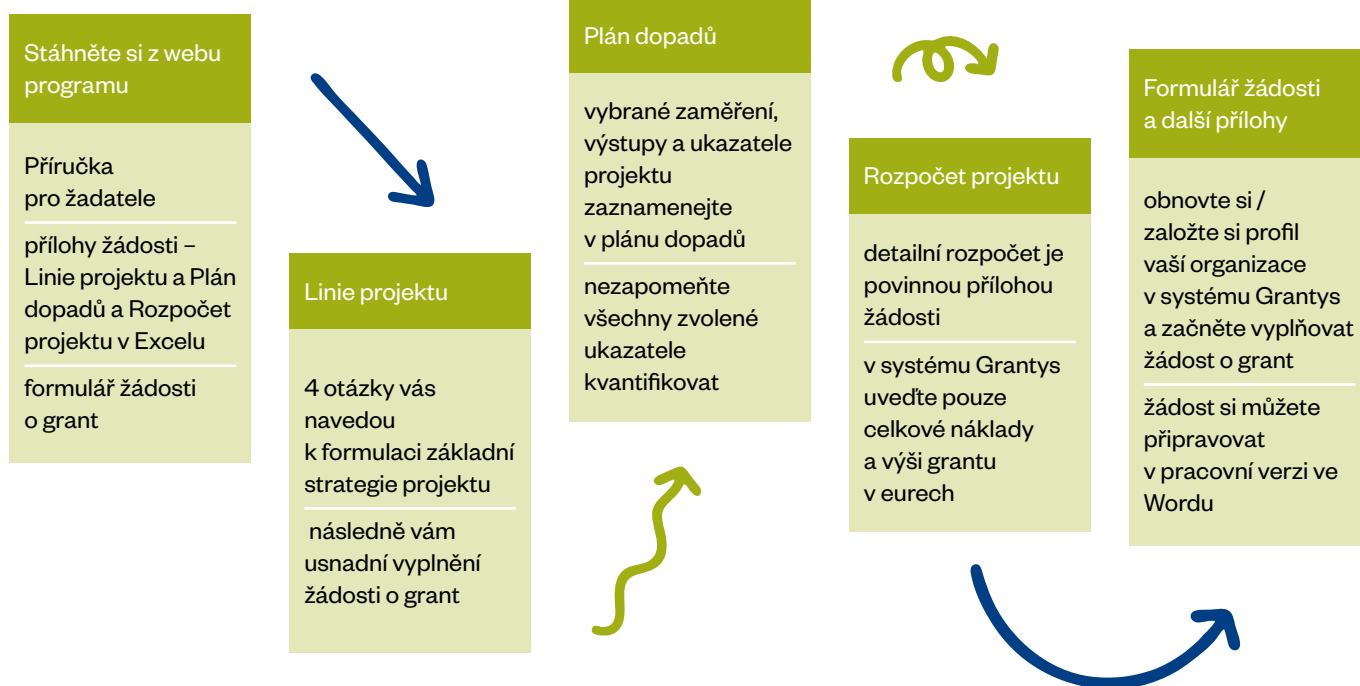 Stáhněte si z webu
programu
Příručka
pro žadatele
přílohy žádosti –
Linie projektu a Plán
dopadů a Rozpočet
projektu v Excelu
formulář žádosti
o grant
Linie projektu
4 otázky vás
navedou
k formulaci základní
strategie projektu
následně vám
usnadní vyplnění
žádosti o grant
Plán dopadů
vybrané zaměření,
výstupy a ukazatele
projektu
zaznamenejte
v plánu dopadů
nezapomeňte
všechny zvolené
ukazatele
kvantifikovat
Rozpočet projektu
detailní rozpočet je
povinnou přílohou
žádosti
v systému Grantys
uveďte pouze
celkové náklady
a výši grantu
v eurech
Formulář žádosti
a další přílohy
obnovte si /
založte si profil
vaší organizace
v systému Grantys
a začněte vyplňovat
žádost o grant
žádost si můžete
připravovat
v pracovní verzi ve
Wordu